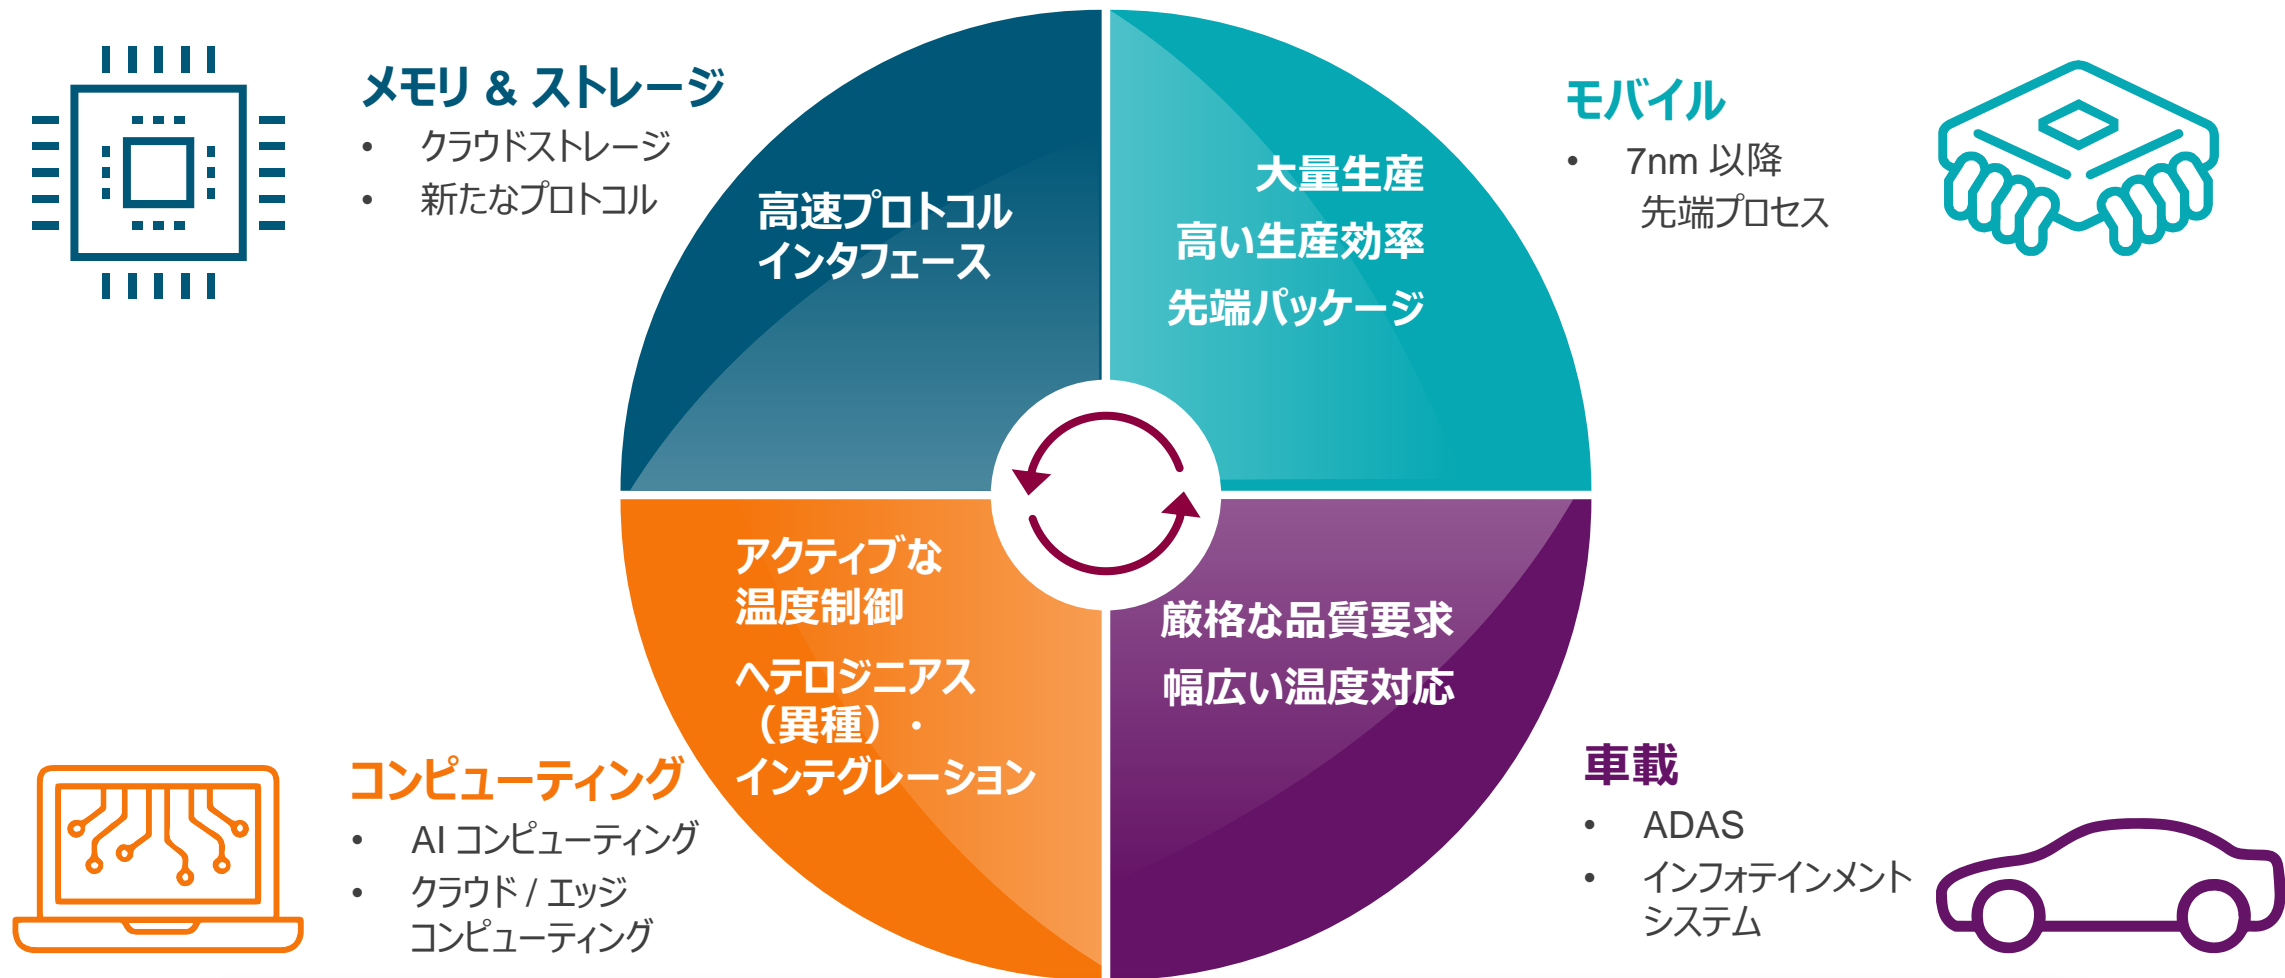 メモリ & ストレージ
• クラウドストレージ
• 新たなプロトコル
高速プロトコル
インタフェース
大量生産
高い生産効率
先端パッケージ
モバイル
• 7nm 以降
先端プロセス
アクティブな
温度制御
ヘテロジニアス
（異種）・
インテグレーション
厳格な品質要求
幅広い温度対応
コンピューティング
• AI コンピューティング
• クラウド / エッジ
コンピューティング
車載
• ADAS
• インフォテインメント
システム